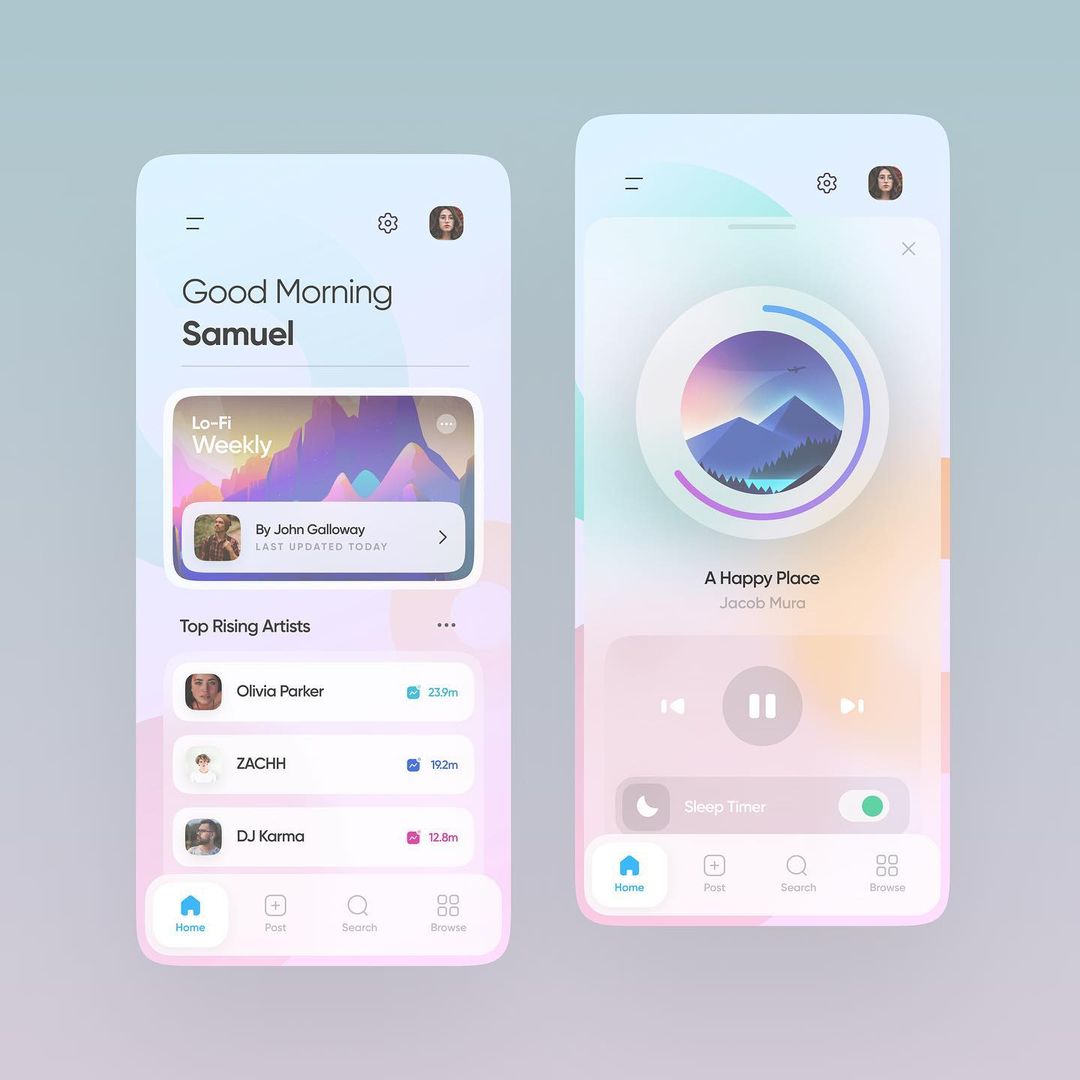 Good Morning
Samuel
Lo-Fi
Weekly
By John Galloway
LAST UPDATED TODAY
Top Rising Artists
Olivia Parker
23.9m
ZACHH
19.2m
DJ Karma
12.8m
Home
Post
Search
Browse
A Happy Place
Jacob Mura
Sleep Timer
Home
Post
Search
Browse